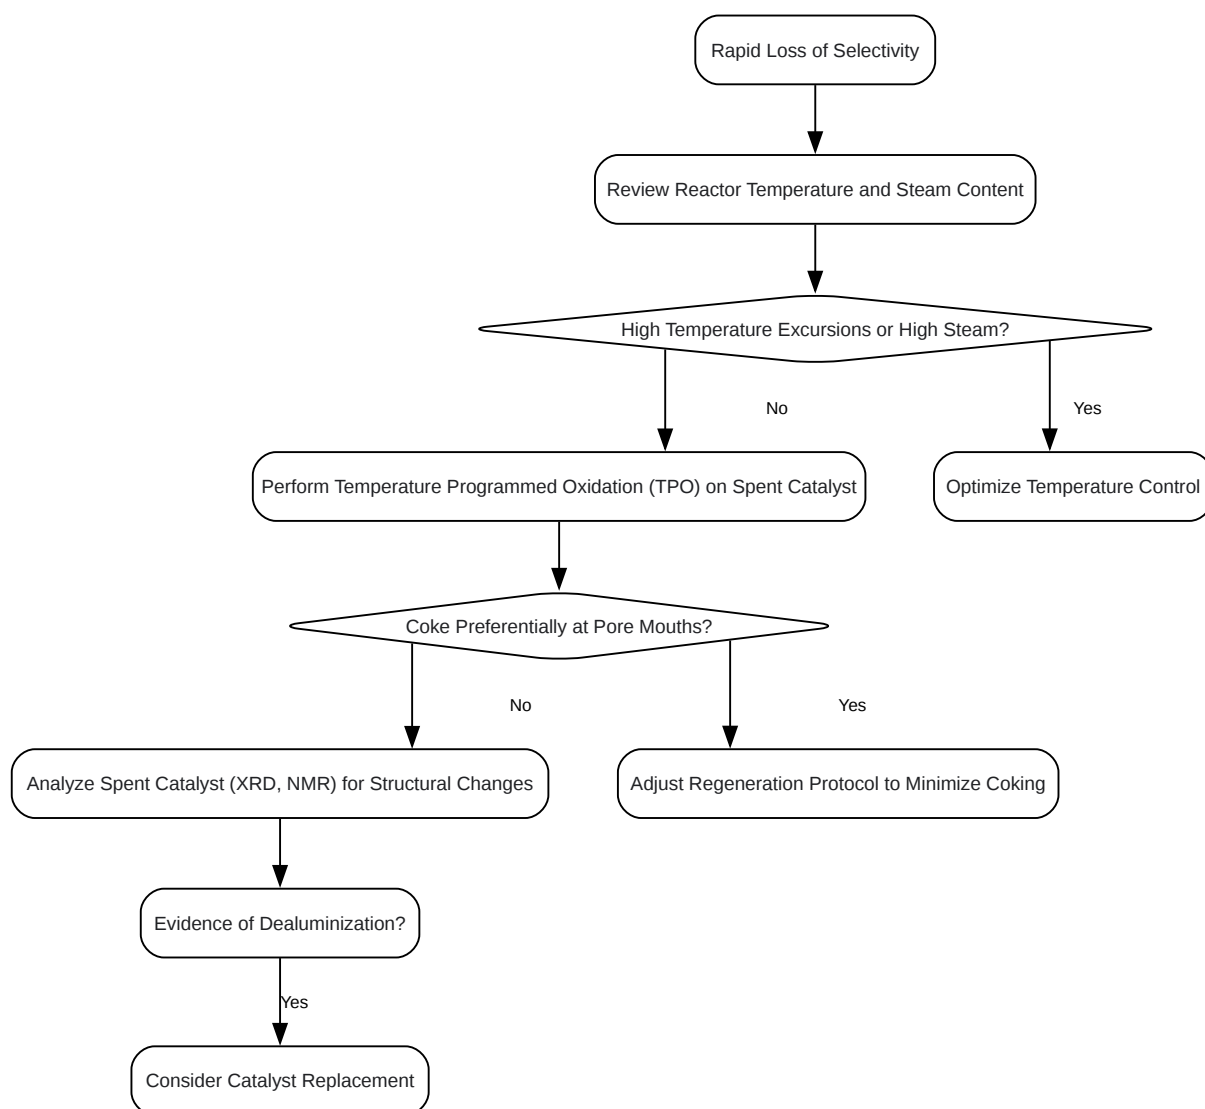 Rapid Loss of Selectivity
Review Reactor Temperature and Steam Content
High Temperature Excursions or High Steam?
No
Yes
Perform Temperature Programmed Oxidation (TPO) on Spent Catalyst
Optimize Temperature Control
Coke Preferentially at Pore Mouths?
No
Yes
Analyze Spent Catalyst (XRD, NMR) for Structural Changes
Adjust Regeneration Protocol to Minimize Coking
Evidence of Dealuminization?
Yes
Consider Catalyst Replacement